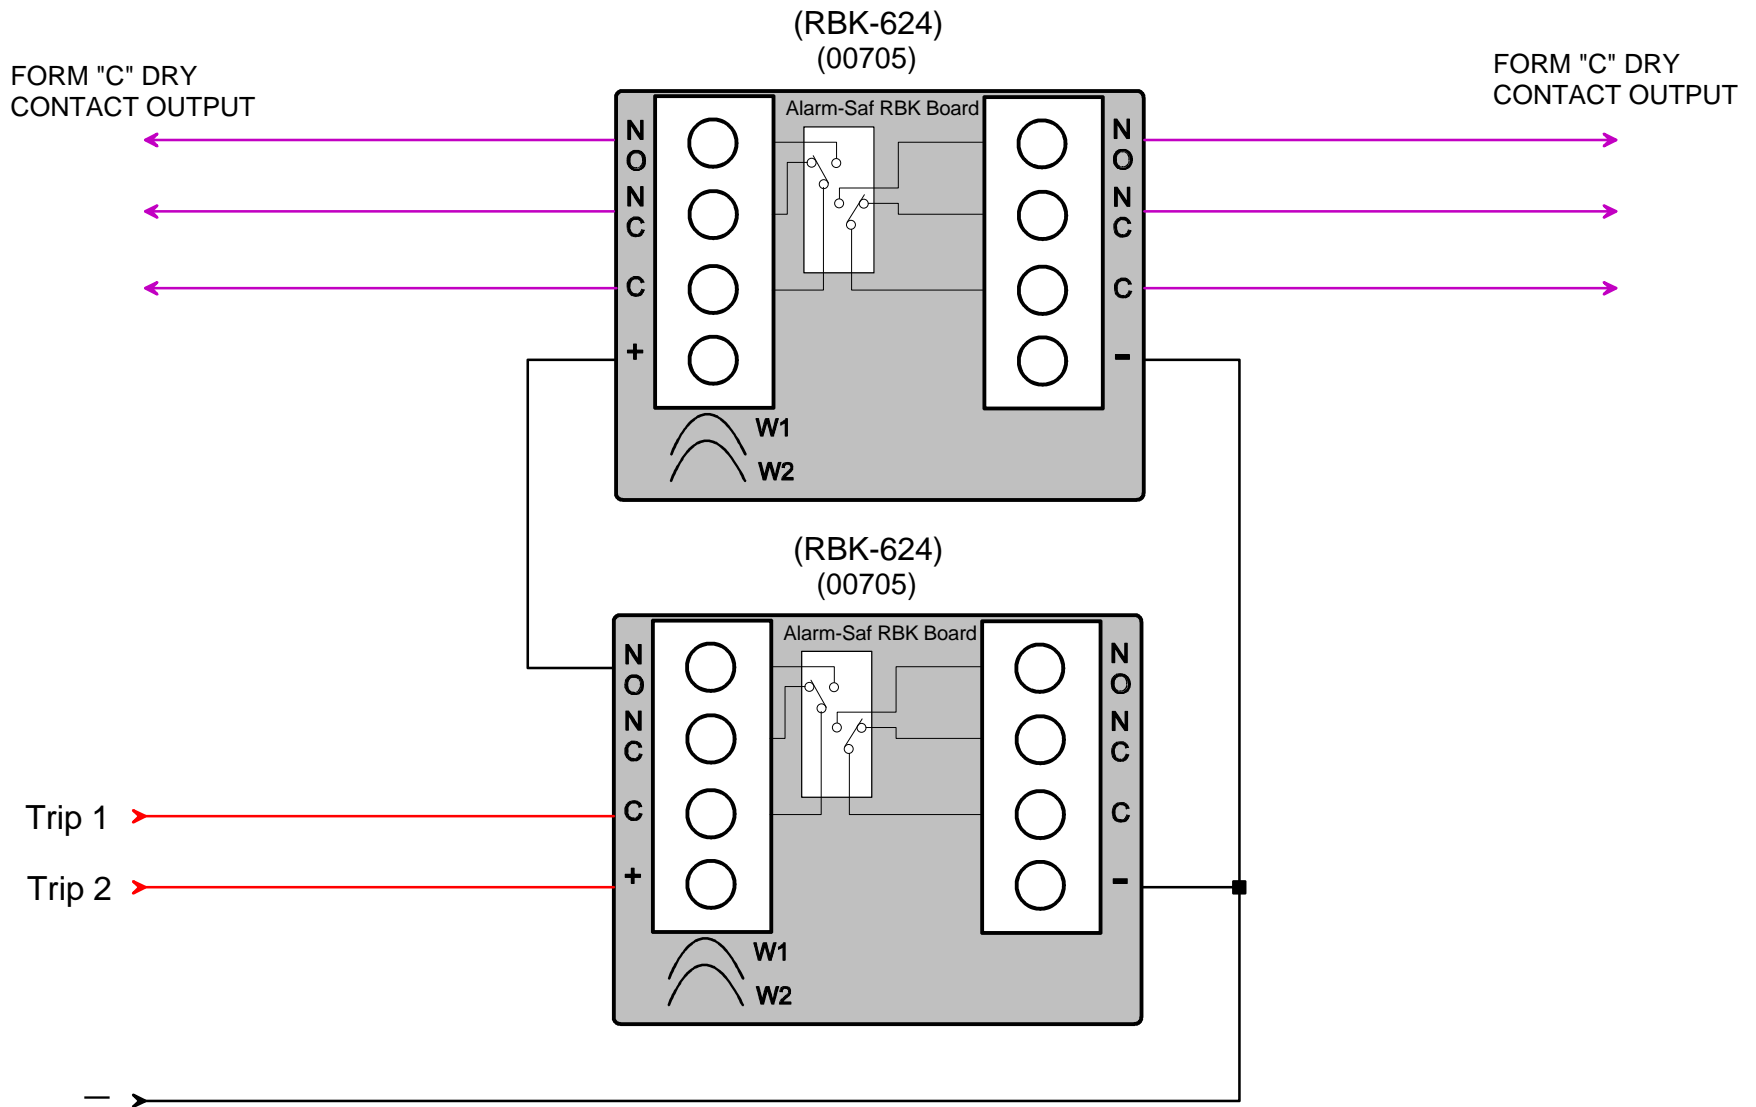 (RBK-624)
(00705)
FORM "C" DRY
CONTACT OUTPUT
FORM "C" DRY
CONTACT OUTPUT
Alarm-Saf RBK Board
N
O
N
C
C
+
N
O
N
C
C
-
W1
W2
(RBK-624)
(00705)
Alarm-Saf RBK Board
N
O
N
C
C
+
N
O
N
C
C
-
Trip 1
Trip 2
W1
W2
—